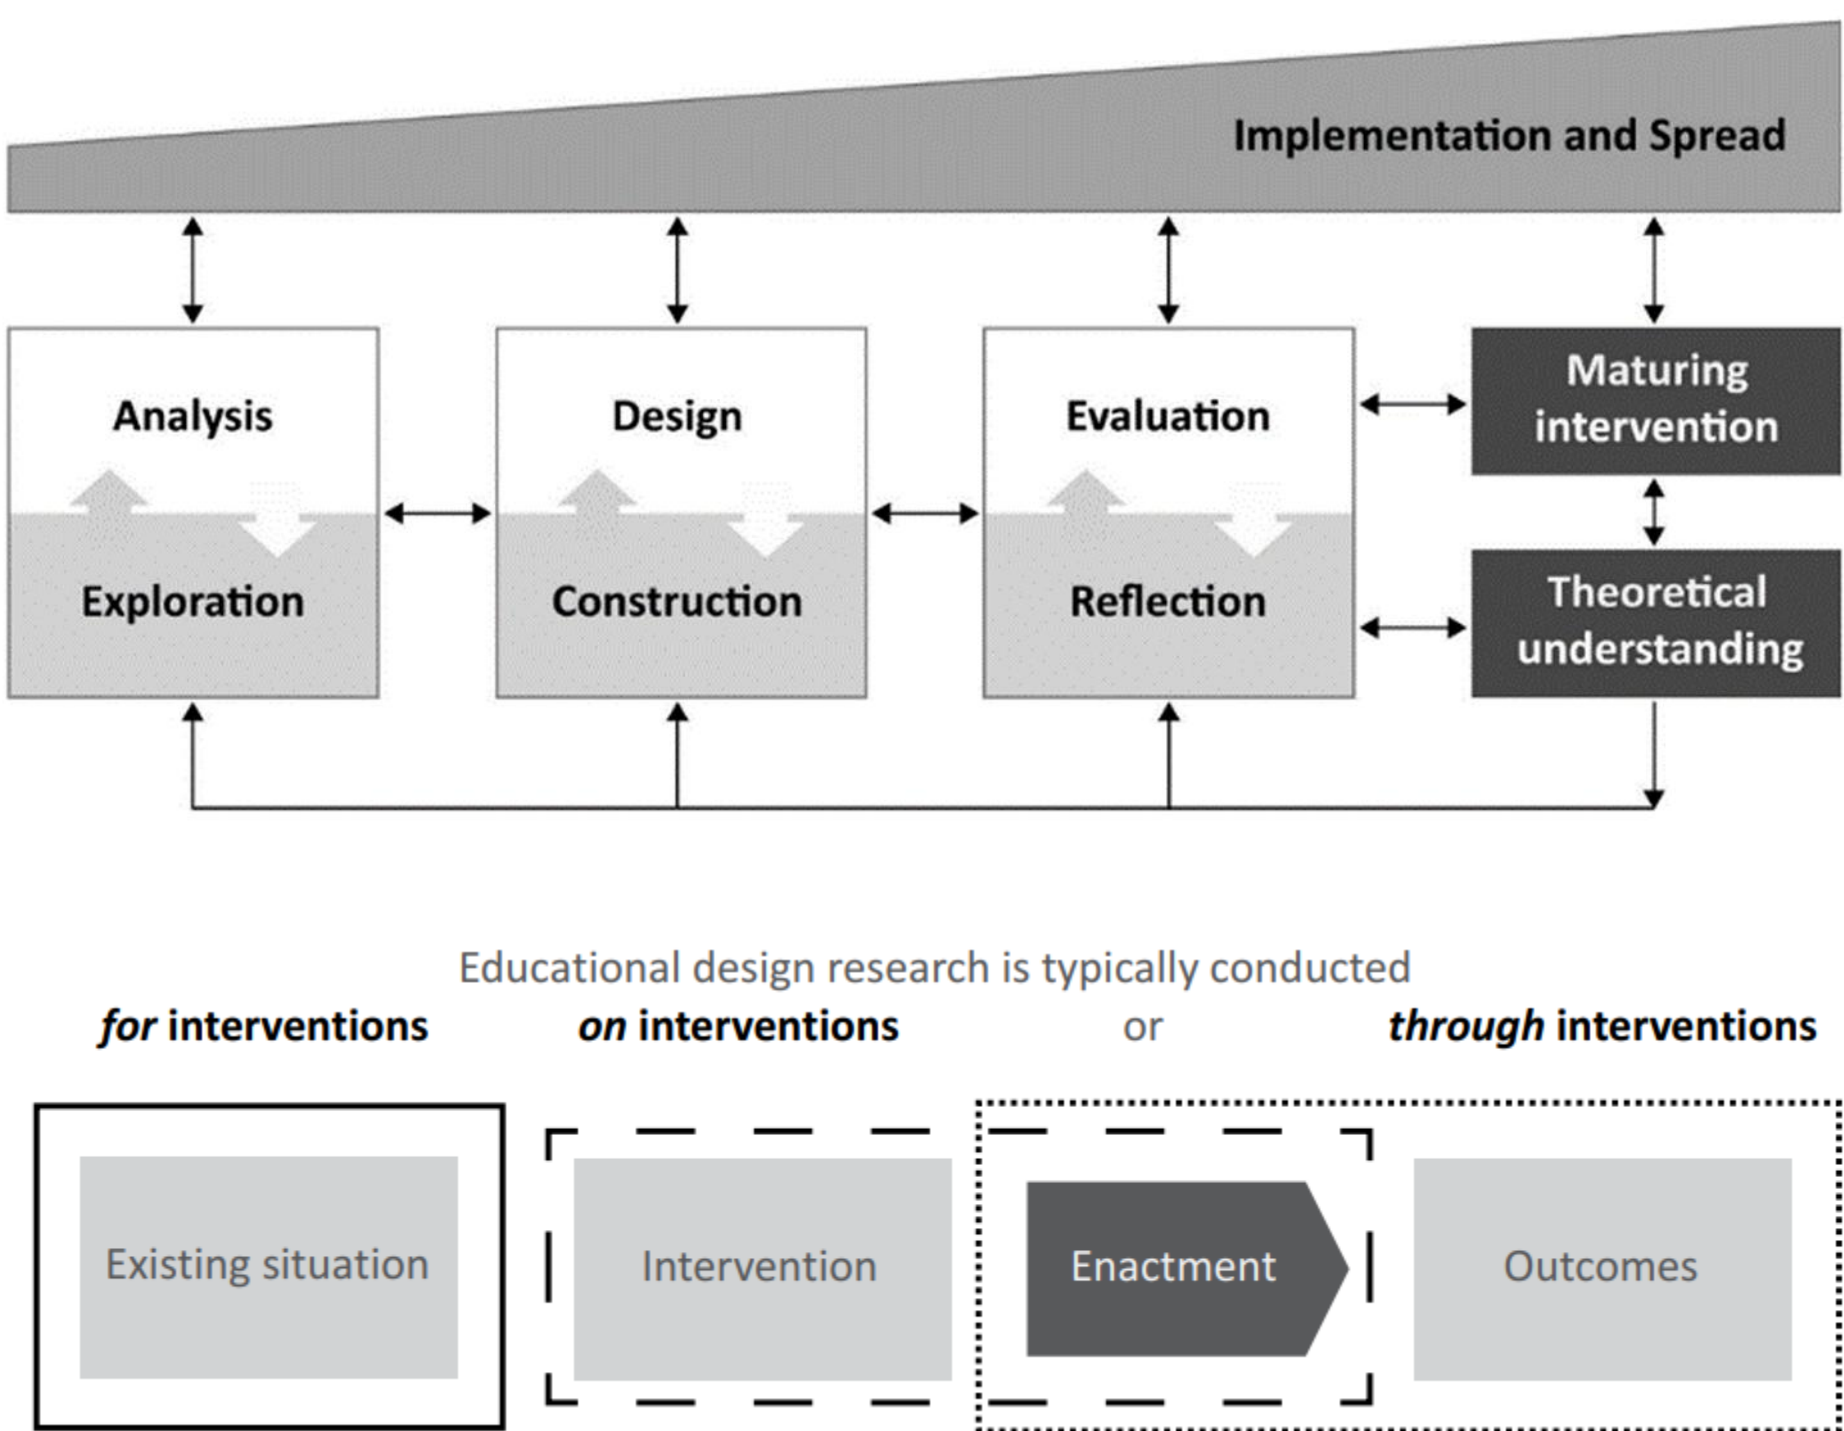 Implementation and Spread
Analysis
Exploration
Design
Construction
Evaluation
Reflection
Maturing
intervention
Theoretical
understanding
Educational design research is typically conducted
for interventions on interventions or through interventions
Existing situation
Intervention
Enactment
Outcomes